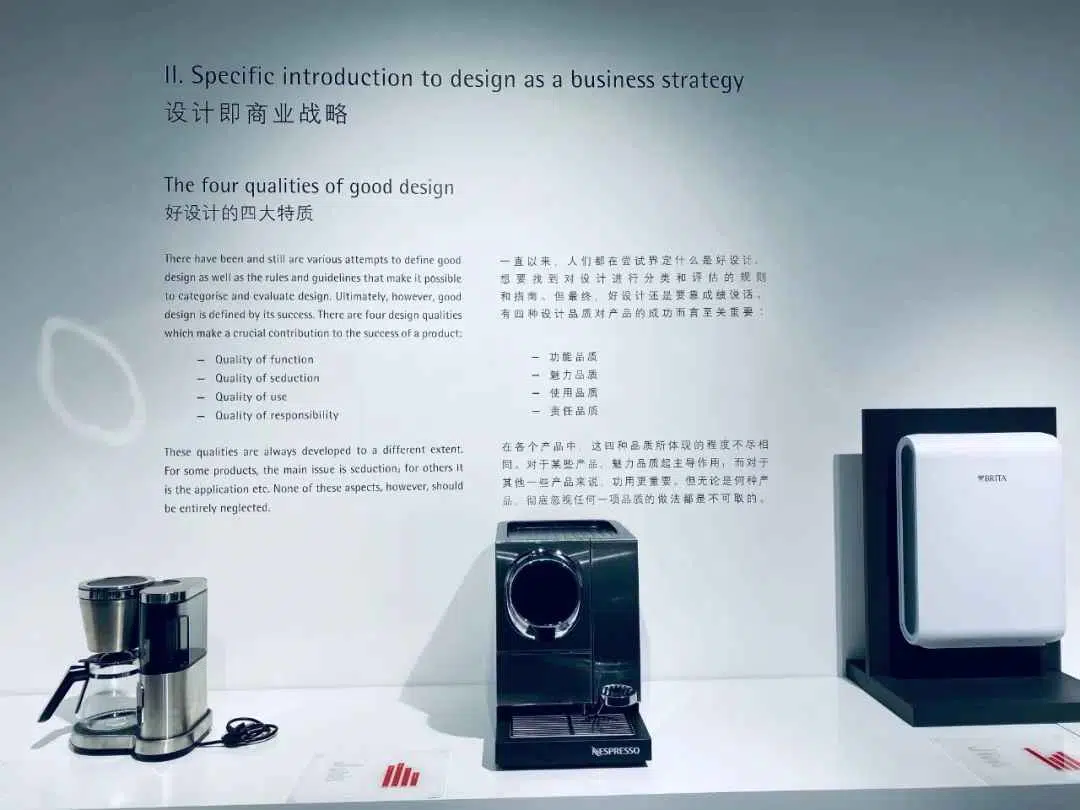 II. Specific introduction to design as a business strategy
设计即商业战略
The four qualities of good design
好设计的四大特质
There have been and still are various attempts to define good
design as well as the rules and guidelines that make it possible
to categorise and evaluate design. Ultimately, however, good
design is defined by its success. There are four design qualities
which make a crucial contribution to the success of a product:
– Quality of function
– Quality of seduction
– Quality of use
– Quality of responsibility
These qualities are always developed to a different extent.
For some products, the main issue is seduction; for others it
is the application etc. None of these aspects, however, should
be entirely neglected.
一直以来，人们都在尝试界定什么是好设计，
想要找到对设计进行分类和评估的规则
和指南。但最终，好设计还是要靠成绩说话。
有四种设计品质对产品的成功而言至关重要：
– 功能品质
– 魅力品质
– 使用品质
– 责任品质
在各个产品中，这四种品质所体现的程度不尽相
同。对于某些产品，魅力品质起主导作用；而对于
其他一些产品来说，功用更重要。但无论是何种产
品，彻底忽视任何一项品质的做法都是不可取的。
BRITA
NESPRESSO